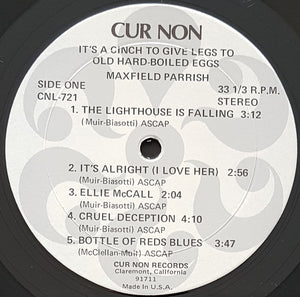 CUR NON
IT'S A CINCH TO GIVE LEGS TO
OLD HARD-BOILED EGGS
MAXFIELD PARRISH
SIDE ONE
CNL-721
33 1/3 R.P.M.
STEREO
1. THE LIGHTHOUSE IS FALLING 3:12
(Muir-Biasotti) ASCAP
2. IT'S ALRIGHT (I LOVE HER) 2:56
(Muir-Biasotti) ASCAP
3. ELLIE McCALL 2:04
(Muir-Biasotti) ASCAP
4. CRUEL DECEPTION 4:10
(Muir-Biasotti) ASCAP
5. BOTTLE OF REDS BLUES 3:47
(McClellan-Muir) ASCAP
CUR NON RECORDS
Claremont, California
91711
Made in U.S.A.